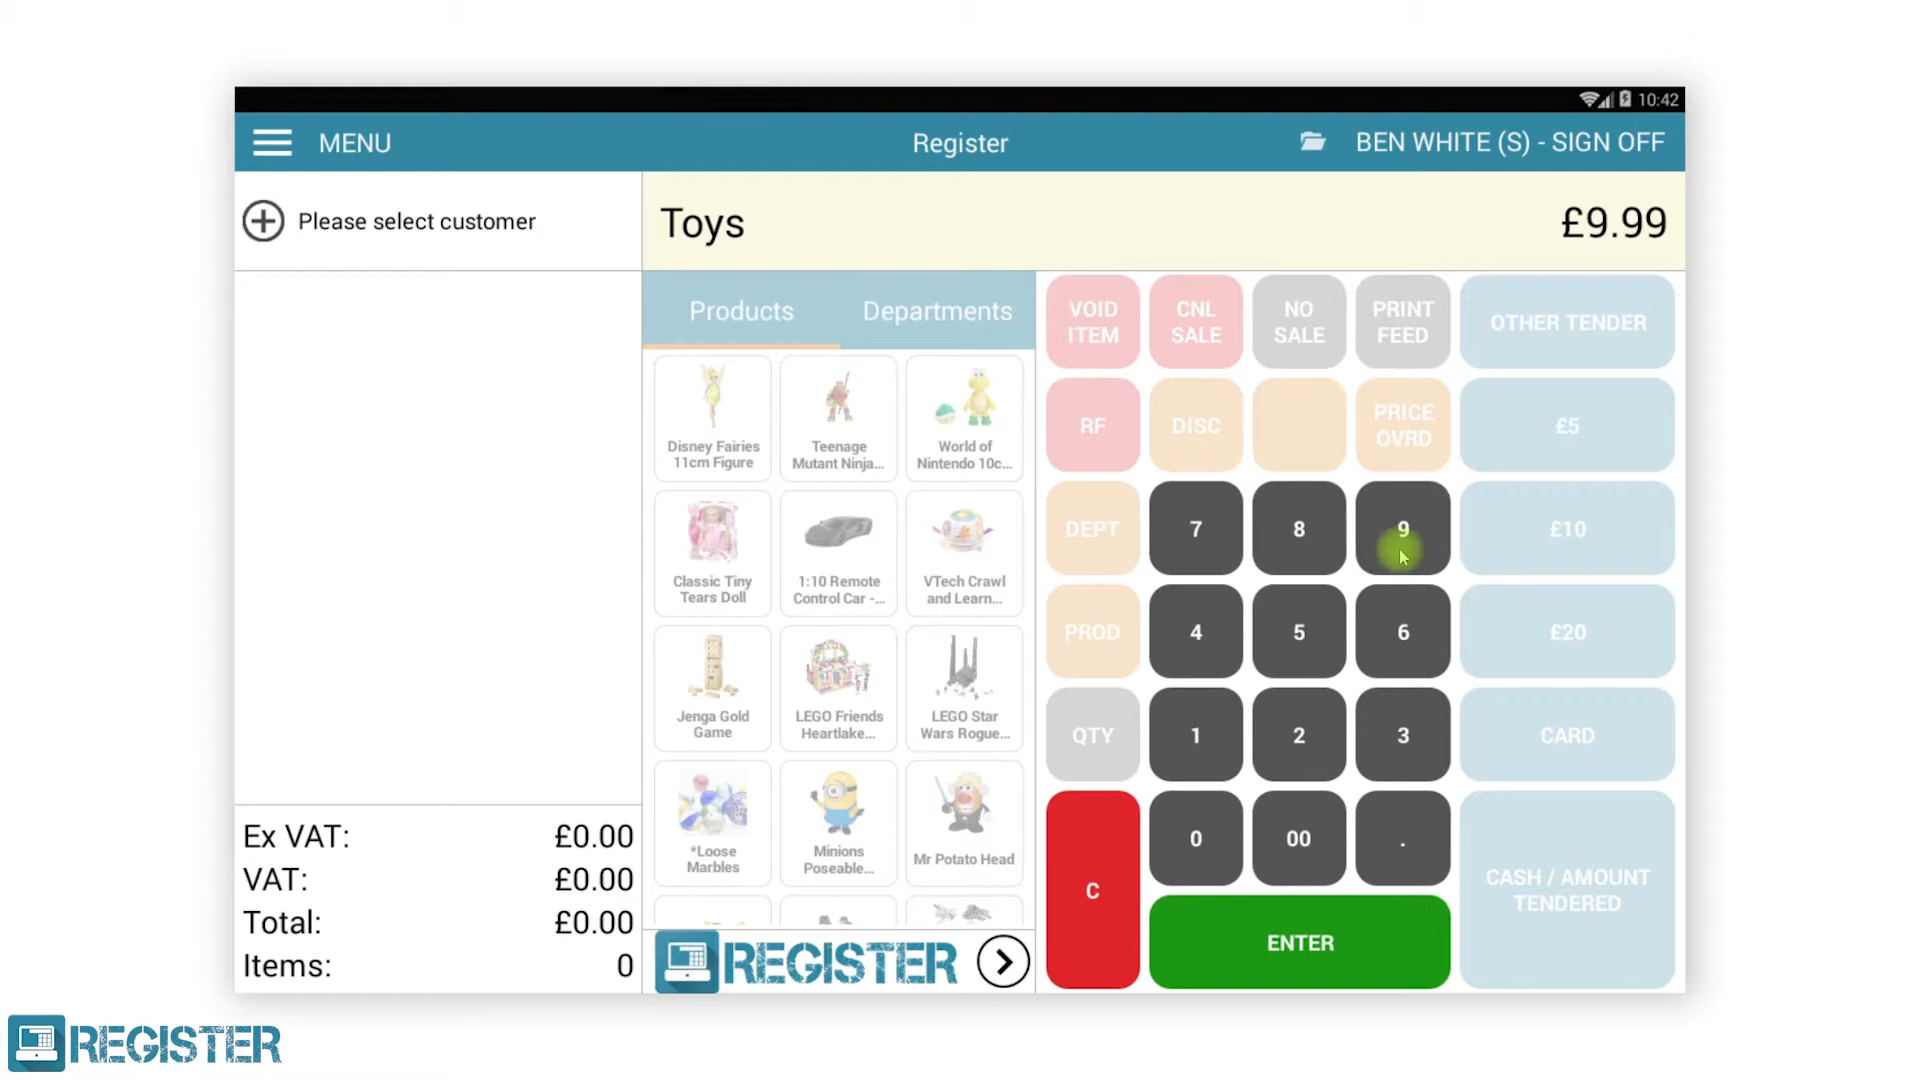 10:42
MENU
Register
BEN WHITE (S) - SIGN OFF
Please select customer
Toys
£9.99
Products
Departments
VOID
ITEM
CNL
SALE
NO
SALE
PRINT
FEED
OTHER TENDER
RF
DISC
PRICE
OVRD
£5
DEPT
7
8
9
£10
PROD
4
5
6
£20
QTY
1
2
3
CARD
C
0
00
.
CASH / AMOUNT
TENDERED
ENTER
Disney Fairies
11cm Figure
Teenage
Mutant Ninja...
World of
Nintendo 10c...
Classic Tiny
Tears Doll
1:10 Remote
Control Car -...
VTech Crawl
and Learn...
Jenga Gold
Game
LEGO Friends
Heartlake...
LEGO Star
Wars Rogue...
*Loose
Marbles
Minions
Poseable...
Mr Potato Head
Ex VAT: £0.00
VAT: £0.00
Total: £0.00
Items: 0
REGISTER
REGISTER